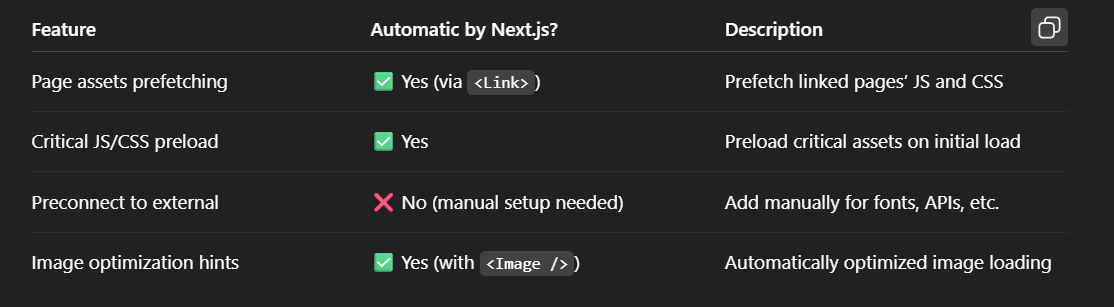 Feature Automatic by Next.js? Description
Page assets prefetching ✅ Yes (via <Link>) Prefetch linked pages’ JS and CSS
Critical JS/CSS preload ✅ Yes Preload critical assets on initial load
Preconnect to external ❌ No (manual setup needed) Add manually for fonts, APIs, etc.
Image optimization hints ✅ Yes (with <Image />) Automatically optimized image loading